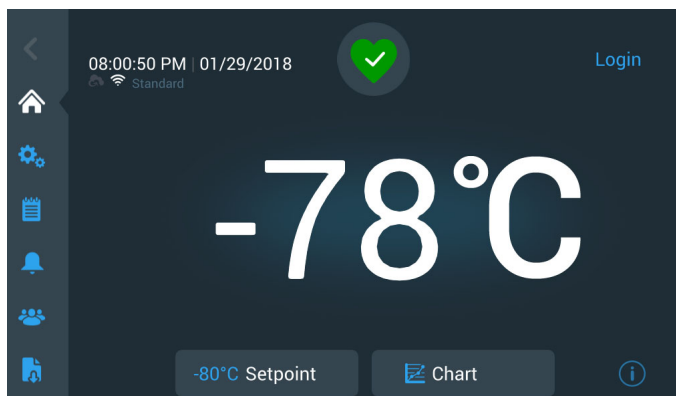 08:00:50 PM | 01/29/2018
Login
Standard
-78°C
-80°C Setpoint
Chart